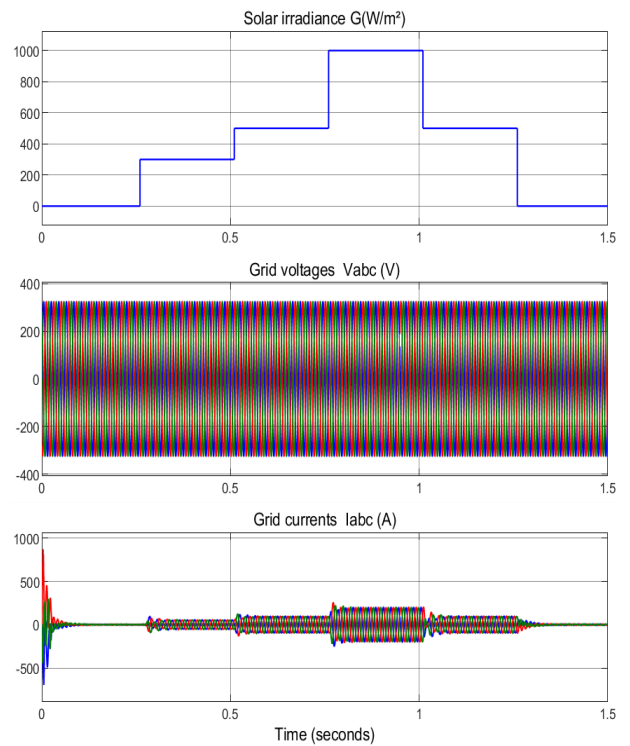 Solar irradiance G(W/m²)
1000
800
600
400
200
0
0 0.5 1 1.5
Grid voltages Vabc (V)
400
200
0
-200
-400
0 0.5 1 1.5
Grid currents Iabc (A)
1000
500
0
-500
0 0.5 1 1.5
Time (seconds)